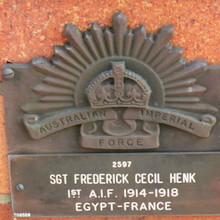 AUSTRALIAN IMPERIAL
FORCE
2597
SGT FREDERICK CECIL HENK
1ST A.I.F. 1914-1918
EGYPT-FRANCE